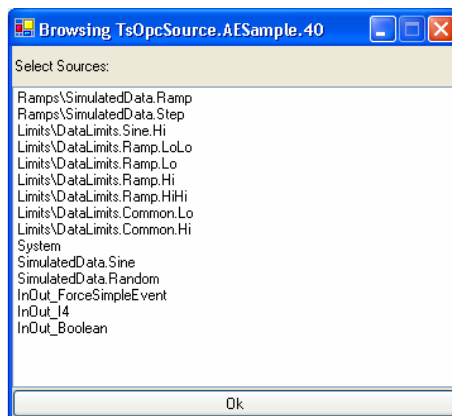 Browsing TsOpcSource.AESample.40
Select Sources:
Ramps\SimulatedData.Ramp
Ramps\SimulatedData.Step
Limits\DataLimits.Sine.Hi
Limits\DataLimits.Ramp.LoLo
Limits\DataLimits.Ramp.Lo
Limits\DataLimits.Ramp.Hi
Limits\DataLimits.Ramp.HiHi
Limits\DataLimits.Common.Lo
Limits\DataLimits.Common.Hi
System
SimulatedData.Sine
SimulatedData.Random
InOut_ForceSimpleEvent
InOut_I4
InOut_Boolean
Ok